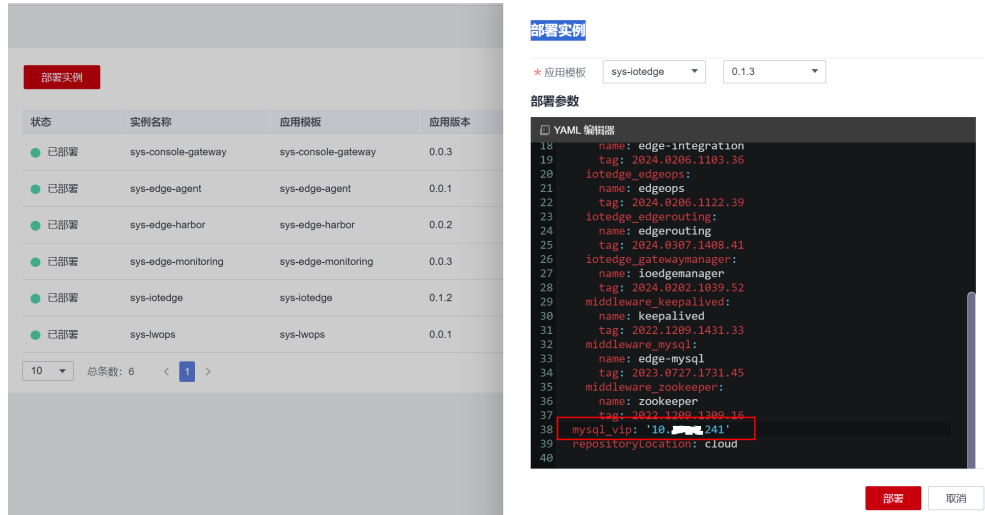 部署实例
状态 实例名称 应用模板 应用版本
已部署 sys-console-gateway sys-console-gateway 0.0.3
已部署 sys-edge-agent sys-edge-agent 0.0.1
已部署 sys-edge-harbor sys-edge-harbor 0.0.2
已部署 sys-edge-monitoring sys-edge-monitoring 0.0.3
已部署 sys-iotedge sys-iotedge 0.1.2
已部署 sys-lwops sys-lwops 0.0.1
10 总条数: 6 < 1 >
部署实例
* 应用模板 sys-iotedge 0.1.3
部署参数
YAML 编辑器
18 name: edge-integration
19 tag: 2024.0206.1103.36
20 iotedge_edgeops:
21 name: edgeops
22 tag: 2024.0206.1122.39
23 iotedge_edgerouting:
24 name: edgerouting
25 tag: 2024.0307.1408.41
26 iotedge_gatewaymanager:
27 name: ioedgemanager
28 tag: 2024.0202.1039.52
29 middleware_keepalived:
30 name: keepalived
31 tag: 2022.1209.1431.33
32 middleware_mysql:
33 name: edge-mysql
34 tag: 2023.0727.1731.45
35 middleware_zookeeper:
36 name: zookeeper
37 tag: 2022.1209.1309.16
38 mysql_vip: '10. .241'
39 repositoryLocation: cloud
40
部署 取消